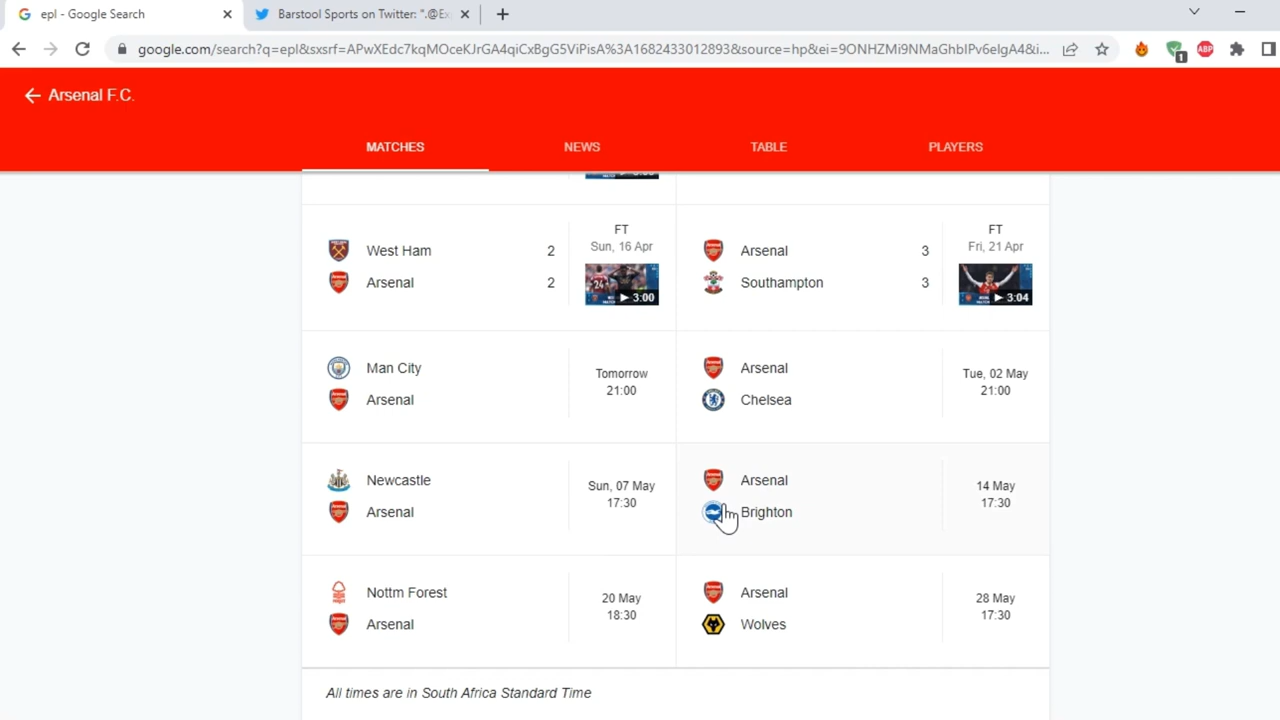 epl - Google Search
Barstool Sports on Twitter: ".@Ex
google.com/search?q=epl&sxsrf=APwXEdc7kqMOceKJrGA4qiCxBgG5ViPisA%3A1682433012893&source=hp&ei=9ONHZMi9NMaGhbIPv6elgA4&i...
1
ABP
Arsenal F.C.
MATCHES NEWS TABLE PLAYERS
FT
Sun, 16 Apr
West Ham 2
Arsenal 2
3:00
FT
Fri, 21 Apr
Arsenal 3
Southampton 3
3:04
Man City
Arsenal
Tomorrow
21:00
Arsenal
Chelsea
Tue, 02 May
21:00
Newcastle
Arsenal
Sun, 07 May
17:30
Arsenal
Brighton
14 May
17:30
Nottm Forest
Arsenal
20 May
18:30
Arsenal
Wolves
28 May
17:30
All times are in South Africa Standard Time